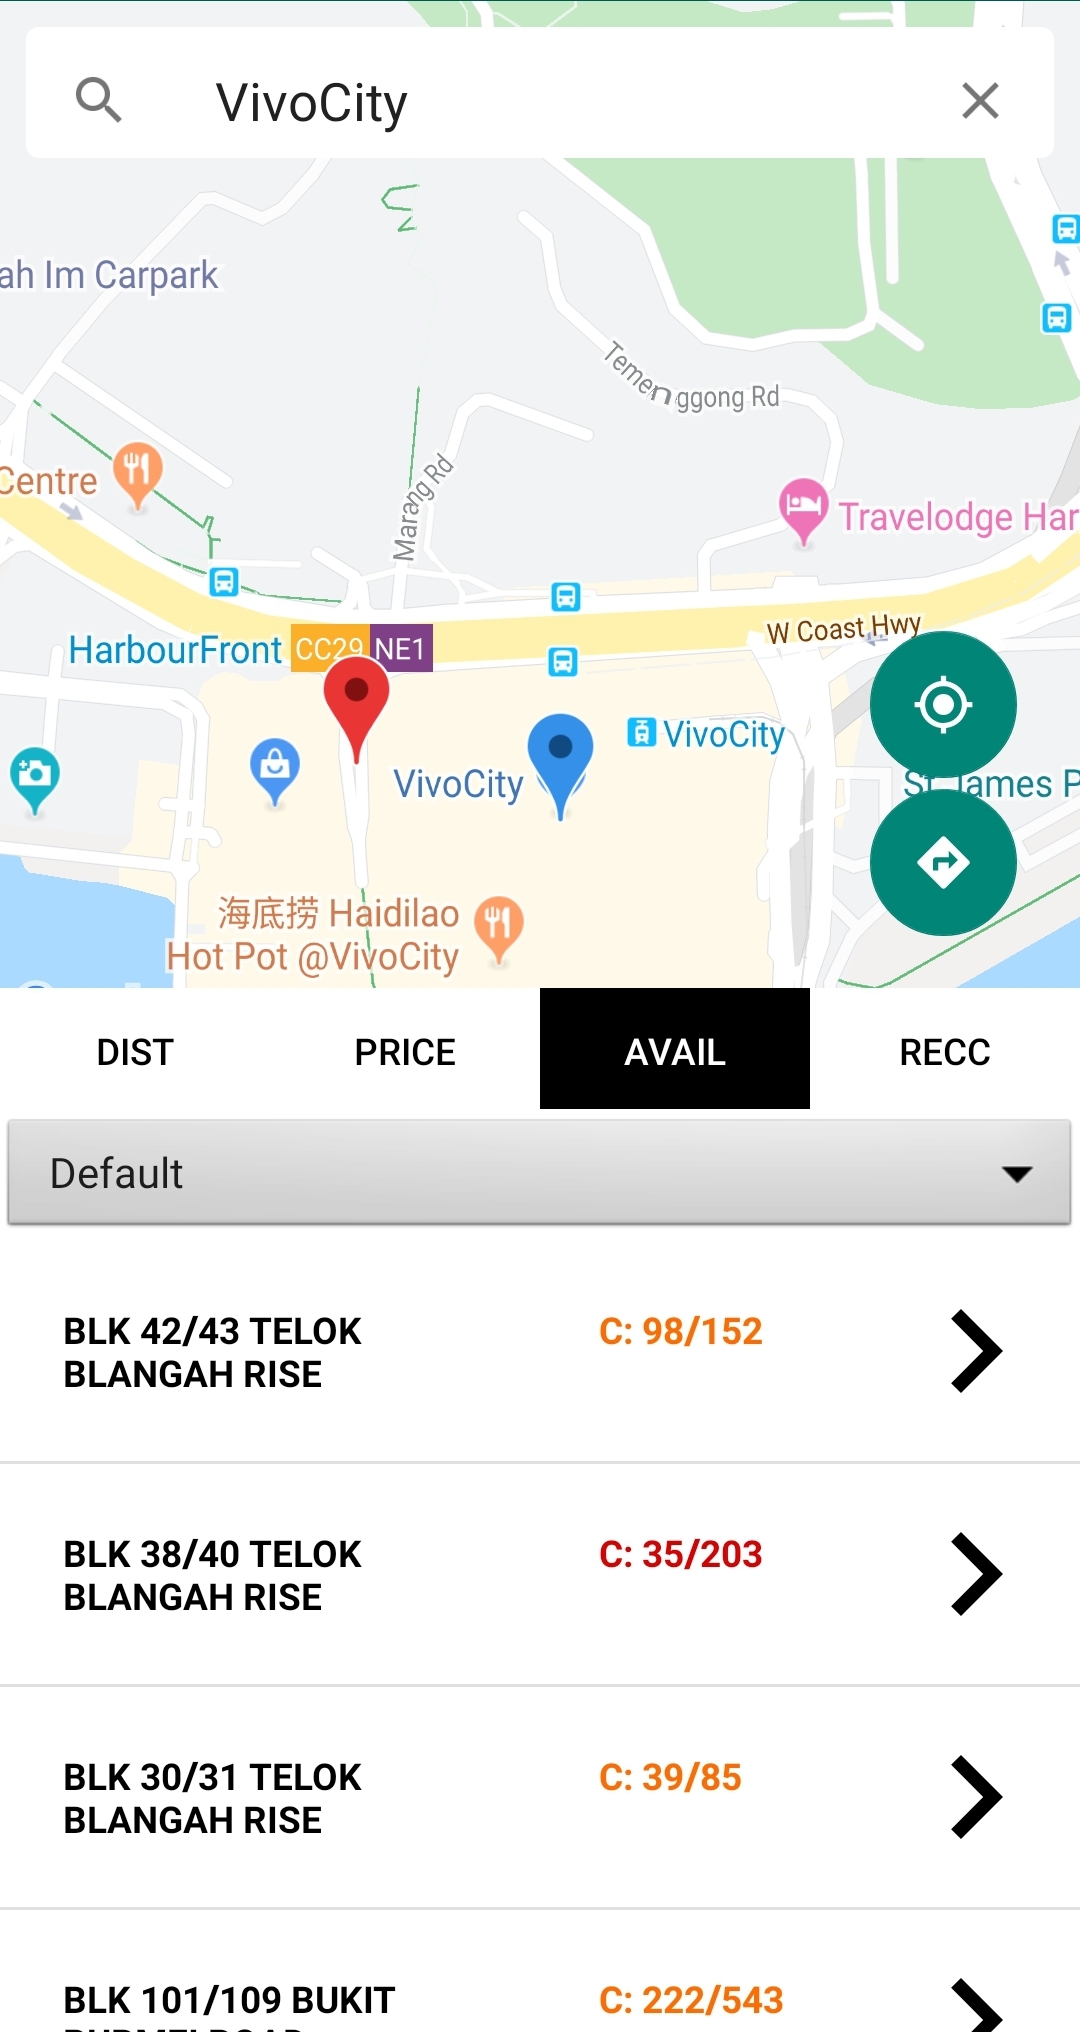 VivoCity
ah Im Carpark
Temenggong Rd
Centre
Marang Rd
Travelodge Har
W Coast Hwy
HarbourFront CC29 NE1
VivoCity
VivoCity
St James P
海底捞 Haidilao
Hot Pot @VivoCity
DIST PRICE AVAIL RECC
Default
BLK 42/43 TELOK
BLANGAH RISE
C: 98/152
BLK 38/40 TELOK
BLANGAH RISE
C: 35/203
BLK 30/31 TELOK
BLANGAH RISE
C: 39/85
BLK 101/109 BUKIT
C: 222/543